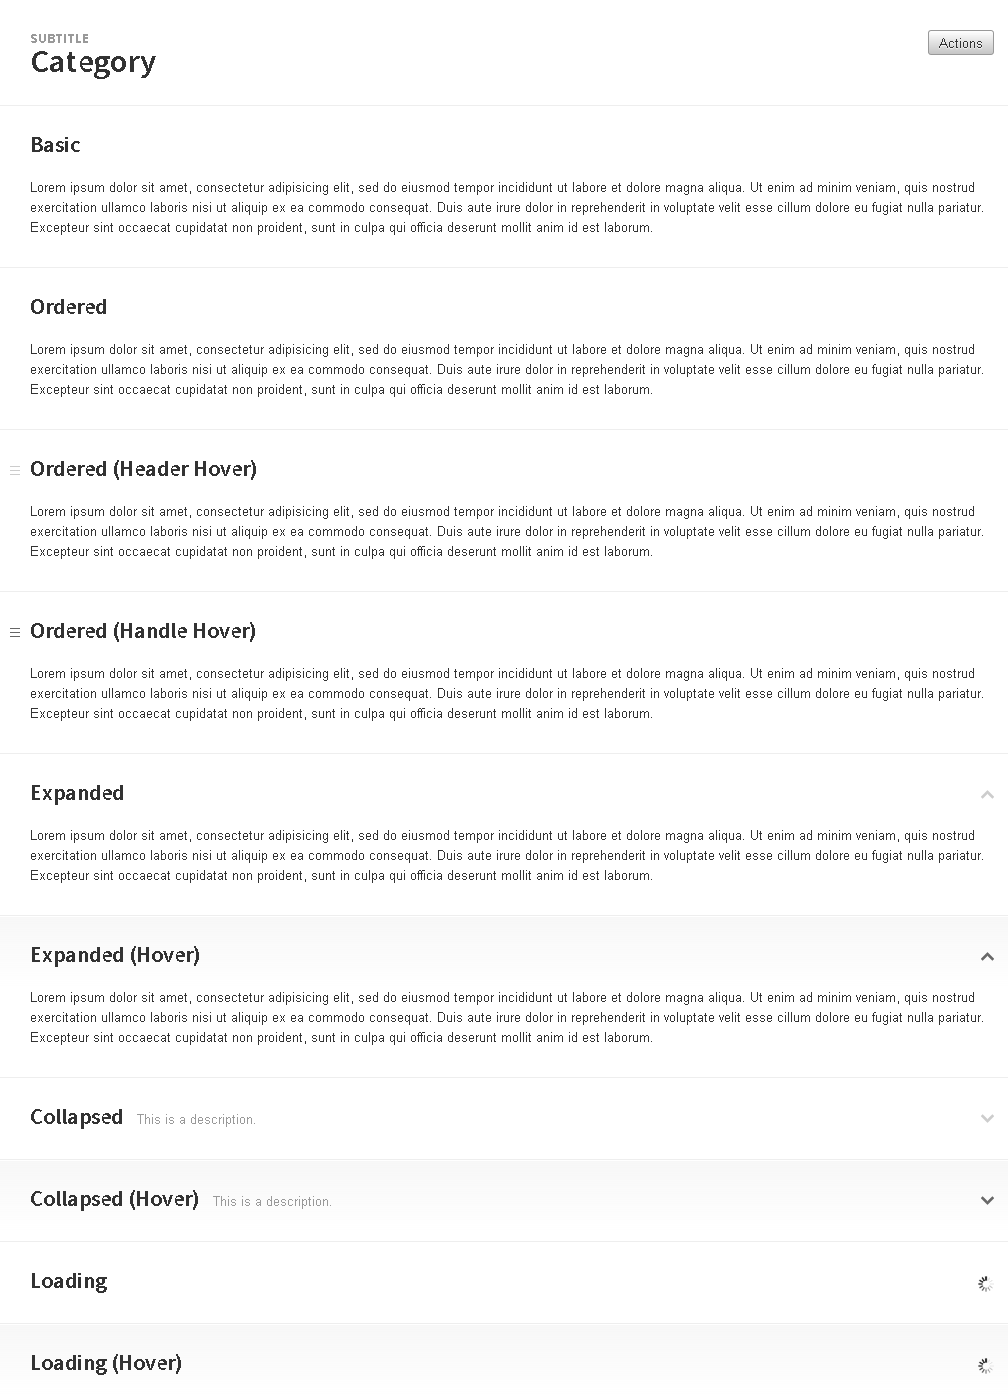 SUBTITLE
Category
Actions
Basic
Lorem ipsum dolor sit amet, consectetur adipisicing elit, sed do eiusmod tempor incididunt ut labore et dolore magna aliqua. Ut enim ad minim veniam, quis nostrud
exercitation ullamco laboris nisi ut aliquip ex ea commodo consequat. Duis aute irure dolor in reprehenderit in voluptate velit esse cillum dolore eu fugiat nulla pariatur.
Excepteur sint occaecat cupidatat non proident, sunt in culpa qui officia deserunt mollit anim id est laborum.
Ordered
Lorem ipsum dolor sit amet, consectetur adipisicing elit, sed do eiusmod tempor incididunt ut labore et dolore magna aliqua. Ut enim ad minim veniam, quis nostrud
exercitation ullamco laboris nisi ut aliquip ex ea commodo consequat. Duis aute irure dolor in reprehenderit in voluptate velit esse cillum dolore eu fugiat nulla pariatur.
Excepteur sint occaecat cupidatat non proident, sunt in culpa qui officia deserunt mollit anim id est laborum.
Ordered (Header Hover)
Lorem ipsum dolor sit amet, consectetur adipisicing elit, sed do eiusmod tempor incididunt ut labore et dolore magna aliqua. Ut enim ad minim veniam, quis nostrud
exercitation ullamco laboris nisi ut aliquip ex ea commodo consequat. Duis aute irure dolor in reprehenderit in voluptate velit esse cillum dolore eu fugiat nulla pariatur.
Excepteur sint occaecat cupidatat non proident, sunt in culpa qui officia deserunt mollit anim id est laborum.
Ordered (Handle Hover)
Lorem ipsum dolor sit amet, consectetur adipisicing elit, sed do eiusmod tempor incididunt ut labore et dolore magna aliqua. Ut enim ad minim veniam, quis nostrud
exercitation ullamco laboris nisi ut aliquip ex ea commodo consequat. Duis aute irure dolor in reprehenderit in voluptate velit esse cillum dolore eu fugiat nulla pariatur.
Excepteur sint occaecat cupidatat non proident, sunt in culpa qui officia deserunt mollit anim id est laborum.
Expanded
Lorem ipsum dolor sit amet, consectetur adipisicing elit, sed do eiusmod tempor incididunt ut labore et dolore magna aliqua. Ut enim ad minim veniam, quis nostrud
exercitation ullamco laboris nisi ut aliquip ex ea commodo consequat. Duis aute irure dolor in reprehenderit in voluptate velit esse cillum dolore eu fugiat nulla pariatur.
Excepteur sint occaecat cupidatat non proident, sunt in culpa qui officia deserunt mollit anim id est laborum.
Expanded (Hover)
Lorem ipsum dolor sit amet, consectetur adipisicing elit, sed do eiusmod tempor incididunt ut labore et dolore magna aliqua. Ut enim ad minim veniam, quis nostrud
exercitation ullamco laboris nisi ut aliquip ex ea commodo consequat. Duis aute irure dolor in reprehenderit in voluptate velit esse cillum dolore eu fugiat nulla pariatur.
Excepteur sint occaecat cupidatat non proident, sunt in culpa qui officia deserunt mollit anim id est laborum.
Collapsed This is a description.
Collapsed (Hover) This is a description.
Loading
Loading (Hover)